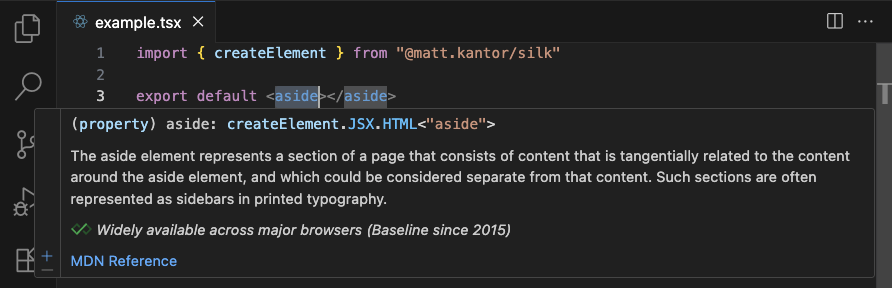 example.tsx
1 import { createElement } from "@matt.kantor/silk"
2
3 export default <aside></aside>
(property) aside: createElement.JSX.HTML<"aside">
The aside element represents a section of a page that consists of content that is tangentially related to the content
around the aside element, and which could be considered separate from that content. Such sections are often
represented as sidebars in printed typography.
Widely available across major browsers (Baseline since 2015)
MDN Reference